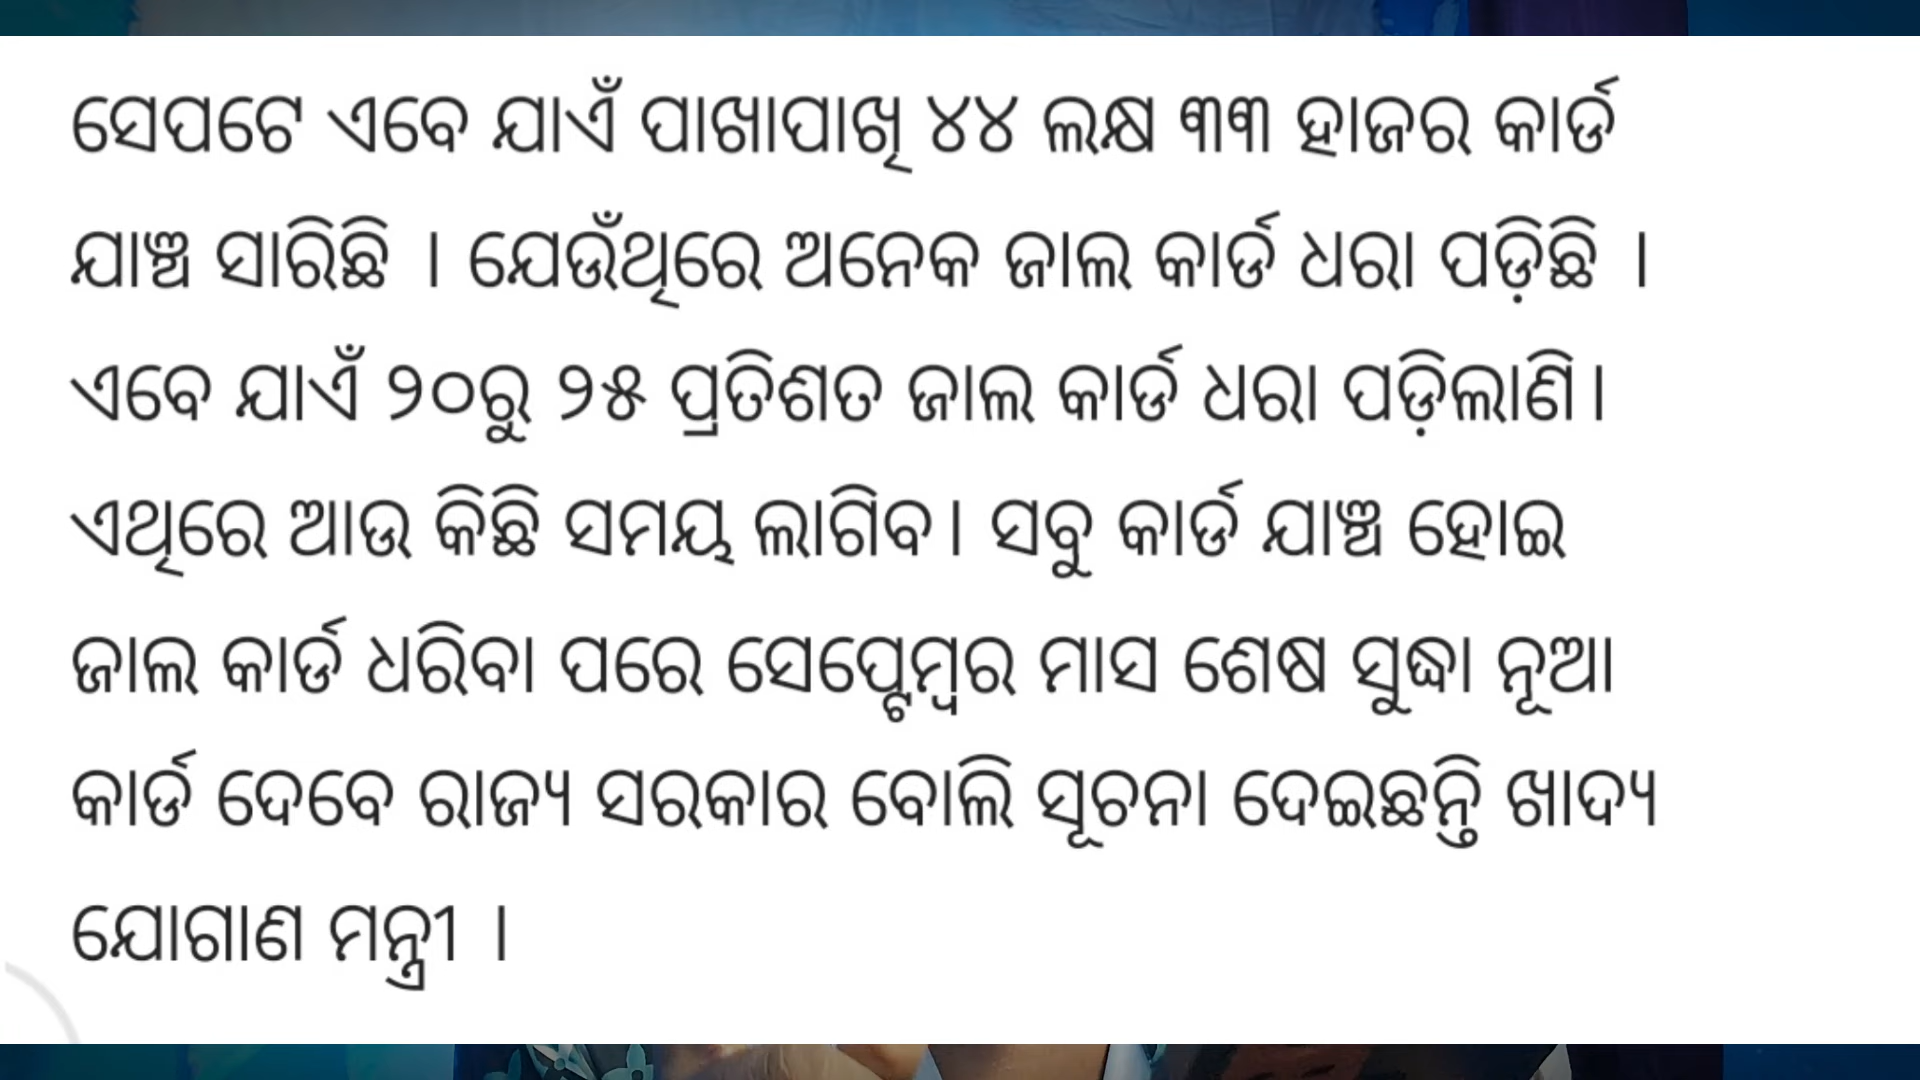 ସେପଟେ ଏବେ ଯାଏଁ ପାଖାପାଖି ୪୪ ଲକ୍ଷ ୩୩ ହାଜର କାର୍ଡ
ଯାଞ୍ଚ ସାରିଛି । ଯେଉଁଥିରେ ଅନେକ ଜାଲ କାର୍ଡ ଧରା ପଡ଼ିଛି ।
ଏବେ ଯାଏଁ ୨୦ରୁ ୨୫ ପ୍ରତିଶତ ଜାଲ କାର୍ଡ ଧରା ପଡ଼ିଲାଣି।
ଏଥିରେ ଆଉ କିଛି ସମୟ ଲାଗିବ। ସବୁ କାର୍ଡ ଯାଞ୍ଚ ହୋଇ
ଜାଲ କାର୍ଡ ଧରିବା ପରେ ସେପ୍ଟେମ୍ବର ମାସ ଶେଷ ସୁଦ୍ଧା ନୂଆ
କାର୍ଡ ଦେବେ ରାଜ୍ୟ ସରକାର ବୋଲି ସୂଚନା ଦେଇଛନ୍ତି ଖାଦ୍ୟ
ଯୋଗାଣ ମନ୍ତ୍ରୀ ।